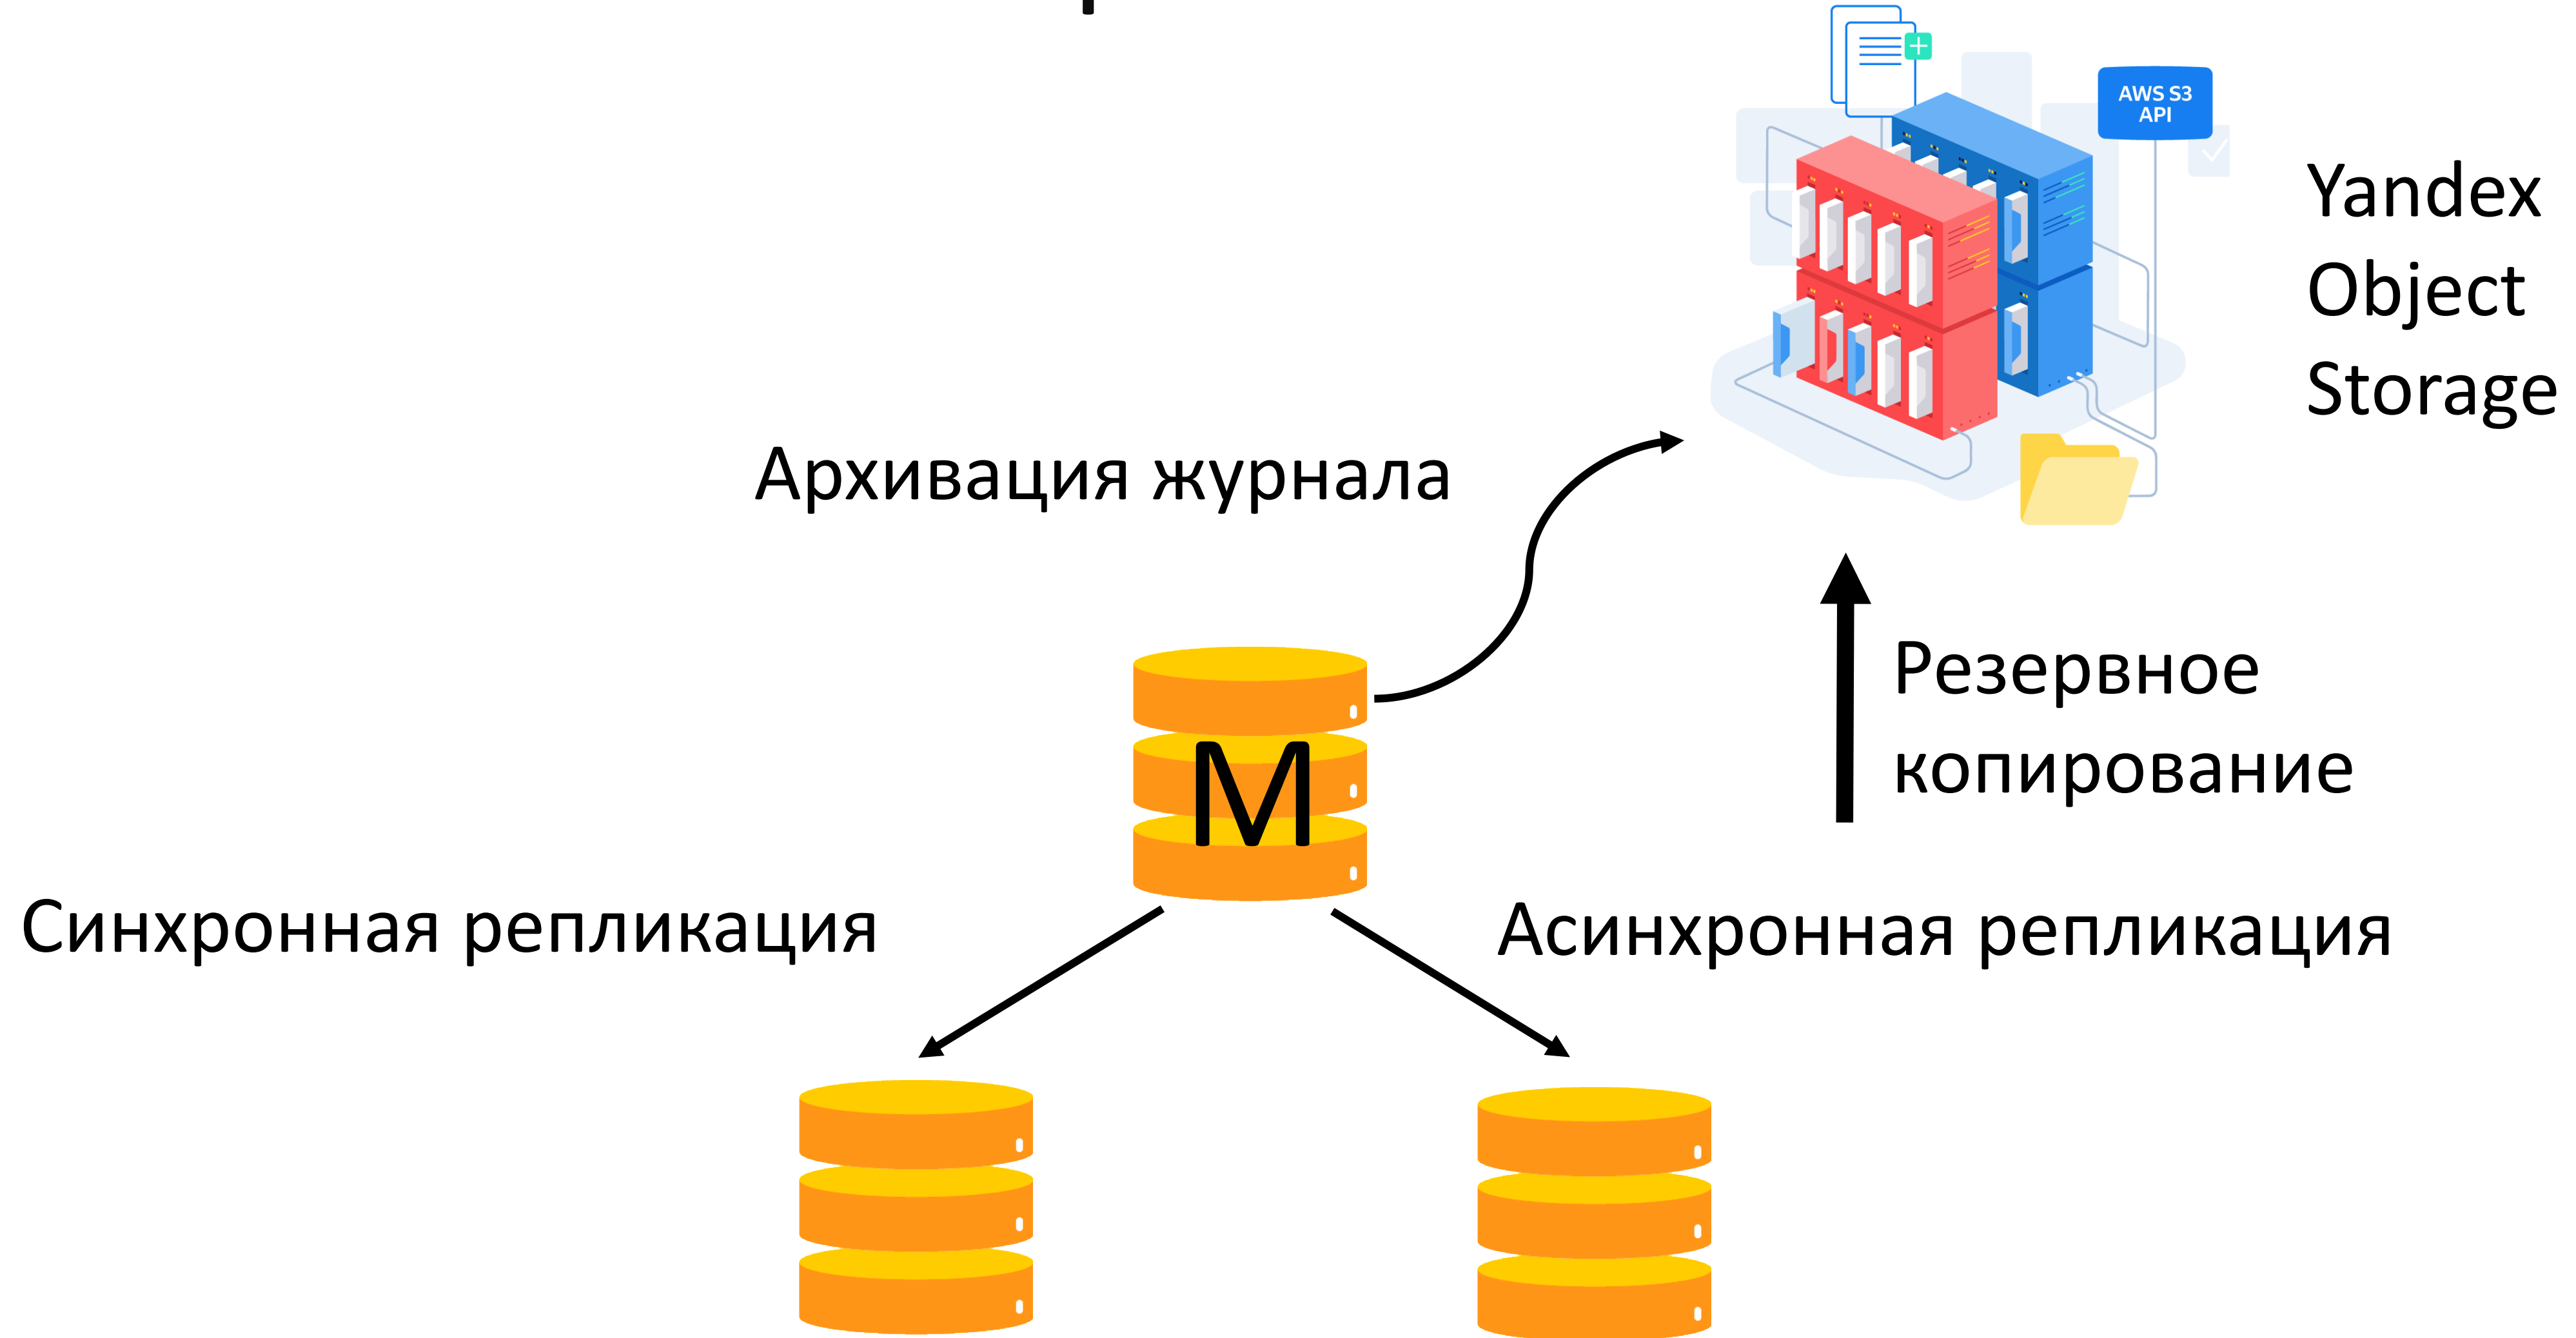 AWS S3
API
Yandex
Object
Storage
Архивация журнала
Резервное
копирование
M
Синхронная репликация
Асинхронная репликация